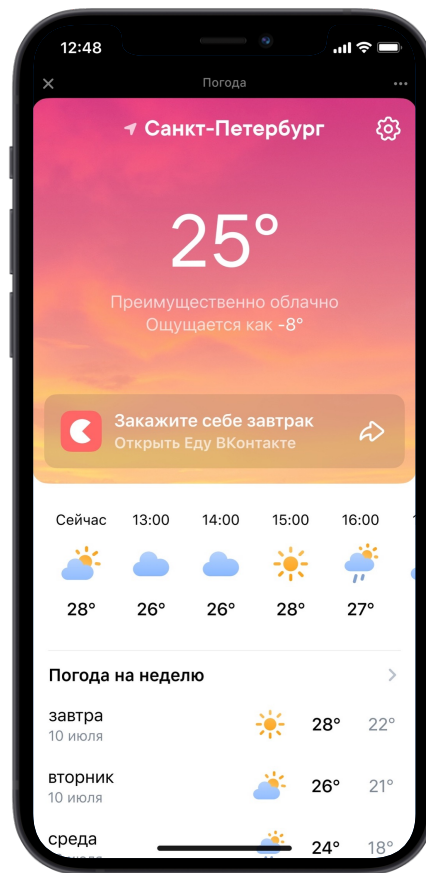 12:48
Погода
Санкт-Петербург
25°
Преимущественно облачно
Ощущается как -8°
Закажите себе завтрак
Открыть Еду ВКонтакте
Сейчас 13:00 14:00 15:00 16:00
28° 26° 26° 28° 27°
Погода на неделю
завтра
10 июля
28° 22°
вторник
10 июля
26° 21°
среда
24° 18°